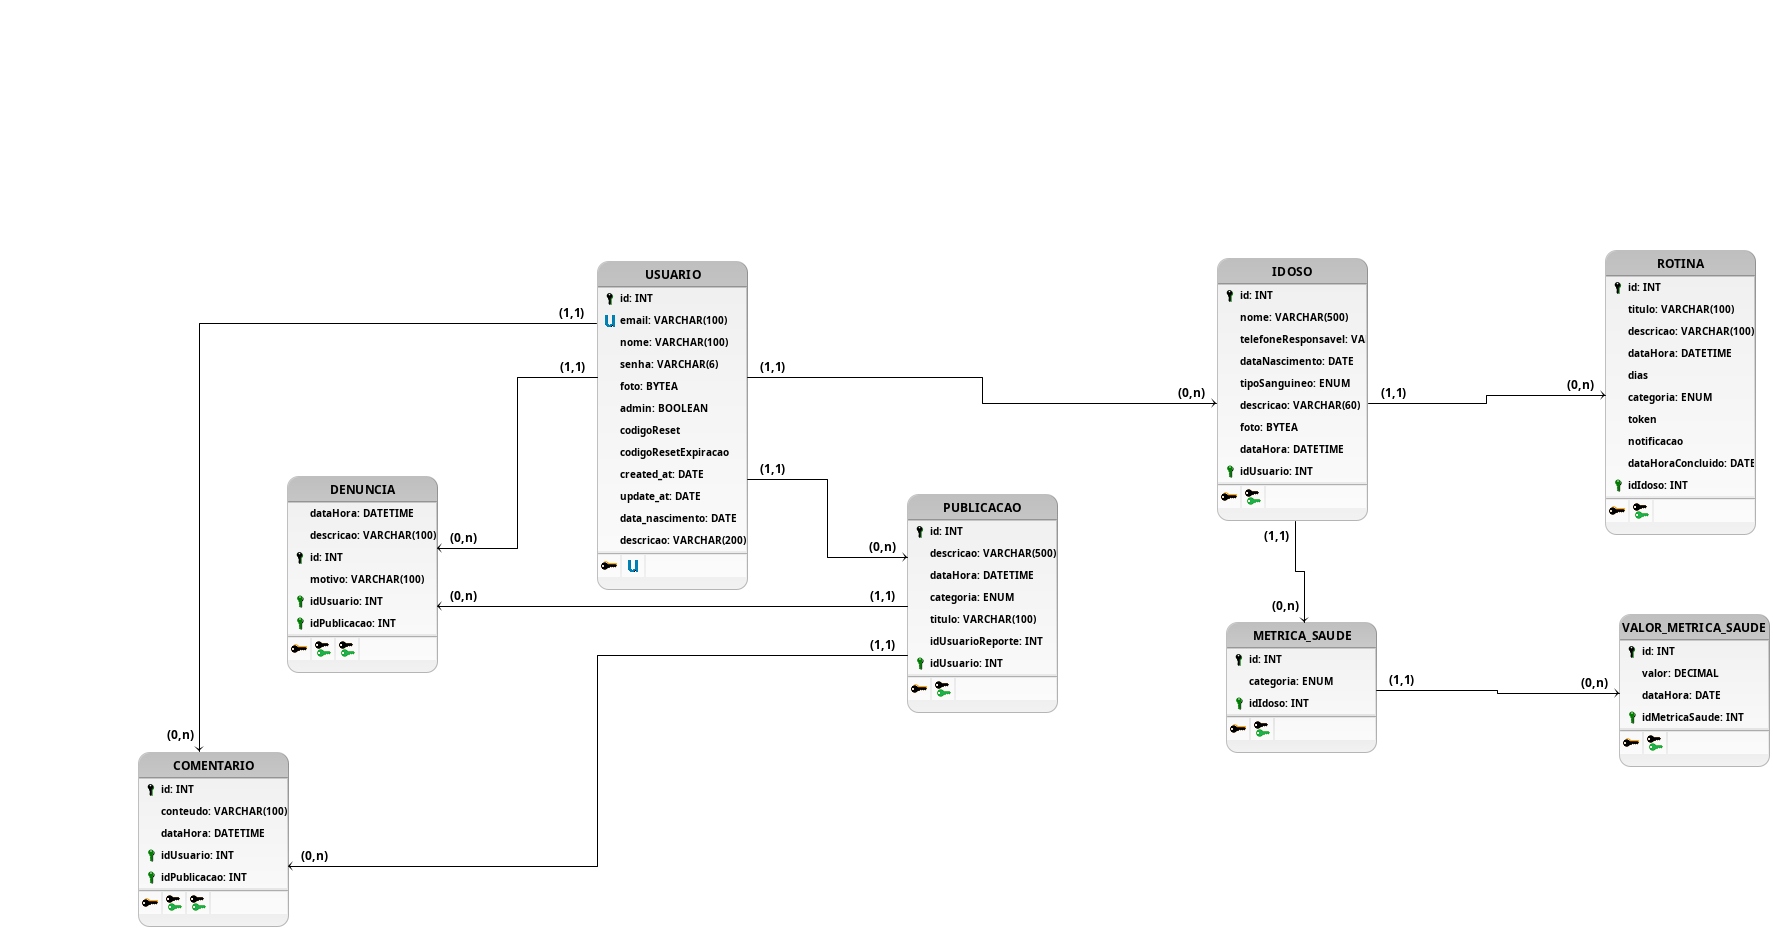 USUARIO
id: INT
email: VARCHAR(100)
nome: VARCHAR(100)
senha: VARCHAR(6)
foto: BYTEA
admin: BOOLEAN
codigoReset
codigoResetExpiracao
created_at: DATE
update_at: DATE
data_nascimento: DATE
descricao: VARCHAR(200)
u
u
(1,1)
(1,1)
(1,1)
(1,1)
IDOSO
id: INT
nome: VARCHAR(500)
telefoneResponsavel: VA
dataNascimento: DATE
tipoSanguineo: ENUM
descricao: VARCHAR(60)
foto: BYTEA
dataHora: DATETIME
idUsuario: INT
(0,n)
(1,1)
(1,1)
ROTINA
id: INT
titulo: VARCHAR(100)
descricao: VARCHAR(100)
dataHora: DATETIME
dias
categoria: ENUM
token
notificacao
dataHoraConcluido: DATE
idIdoso: INT
(0,n)
DENUNCIA
dataHora: DATETIME
descricao: VARCHAR(100)
id: INT
motivo: VARCHAR(100)
idUsuario: INT
idPublicacao: INT
(0,n)
(0,n)
PUBLICACAO
id: INT
descricao: VARCHAR(500)
dataHora: DATETIME
categoria: ENUM
titulo: VARCHAR(100)
idUsuarioReporte: INT
idUsuario: INT
(0,n)
(1,1)
(1,1)
METRICA_SAUDE
id: INT
categoria: ENUM
idIdoso: INT
(0,n)
(1,1)
VALOR_METRICA_SAUDE
id: INT
valor: DECIMAL
dataHora: DATE
idMetricaSaude: INT
(0,n)
COMENTARIO
id: INT
conteudo: VARCHAR(100)
dataHora: DATETIME
idUsuario: INT
idPublicacao: INT
(0,n)
(0,n)